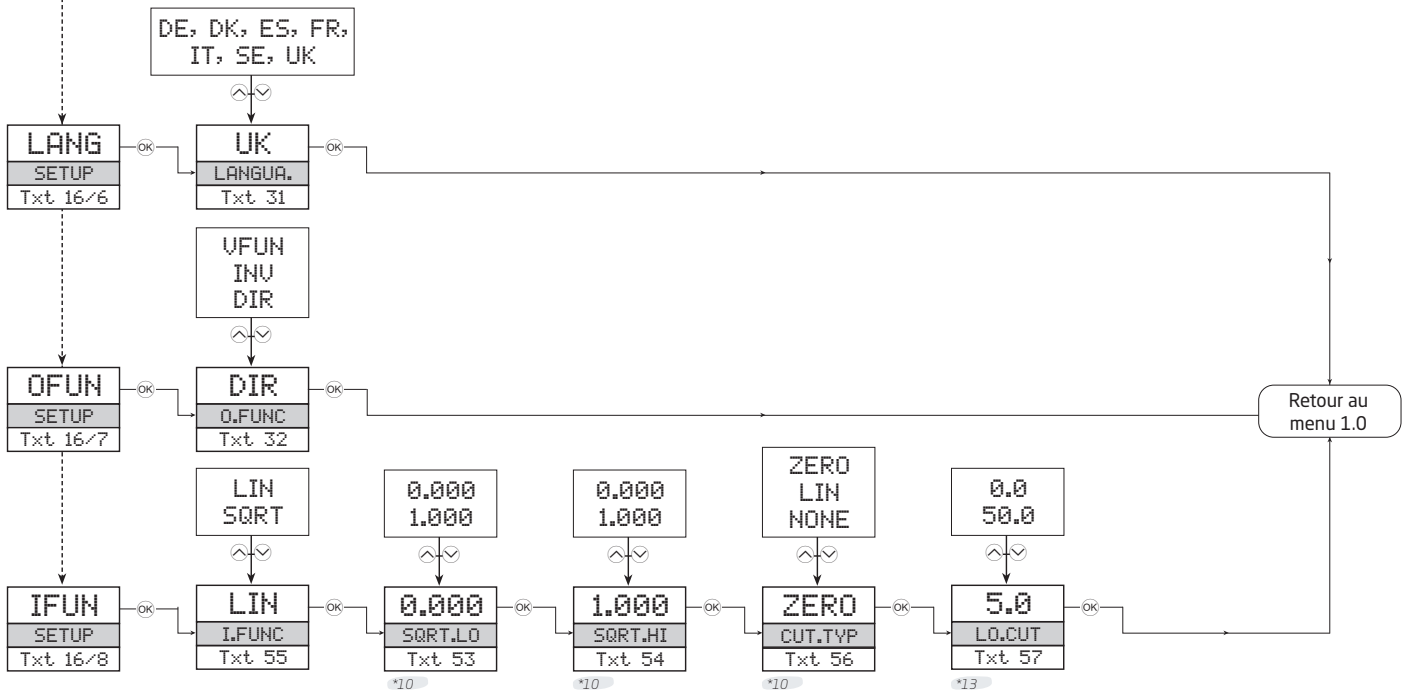 DE, DK, ES, FR,
IT, SE, UK
LANG
SETUP
Txt 16/6
OK
UK
LANGUA.
Txt 31
OK
VFUN
INV
DIR
OFUN
SETUP
Txt 16/7
OK
DIR
O.FUNC
Txt 32
OK
Retour au
menu 1.0
LIN
SQRT
0.000
1.000
0.000
1.000
ZERO
LIN
NONE
0.0
50.0
IFUN
SETUP
Txt 16/8
OK
LIN
I.FUNC
Txt 55
OK
0.000
SQRT.LO
Txt 53
*10
OK
1.000
SQRT.HI
Txt 54
*10
OK
ZERO
CUT.TYP
Txt 56
*10
OK
5.0
LO.CUT
Txt 57
*13
OK